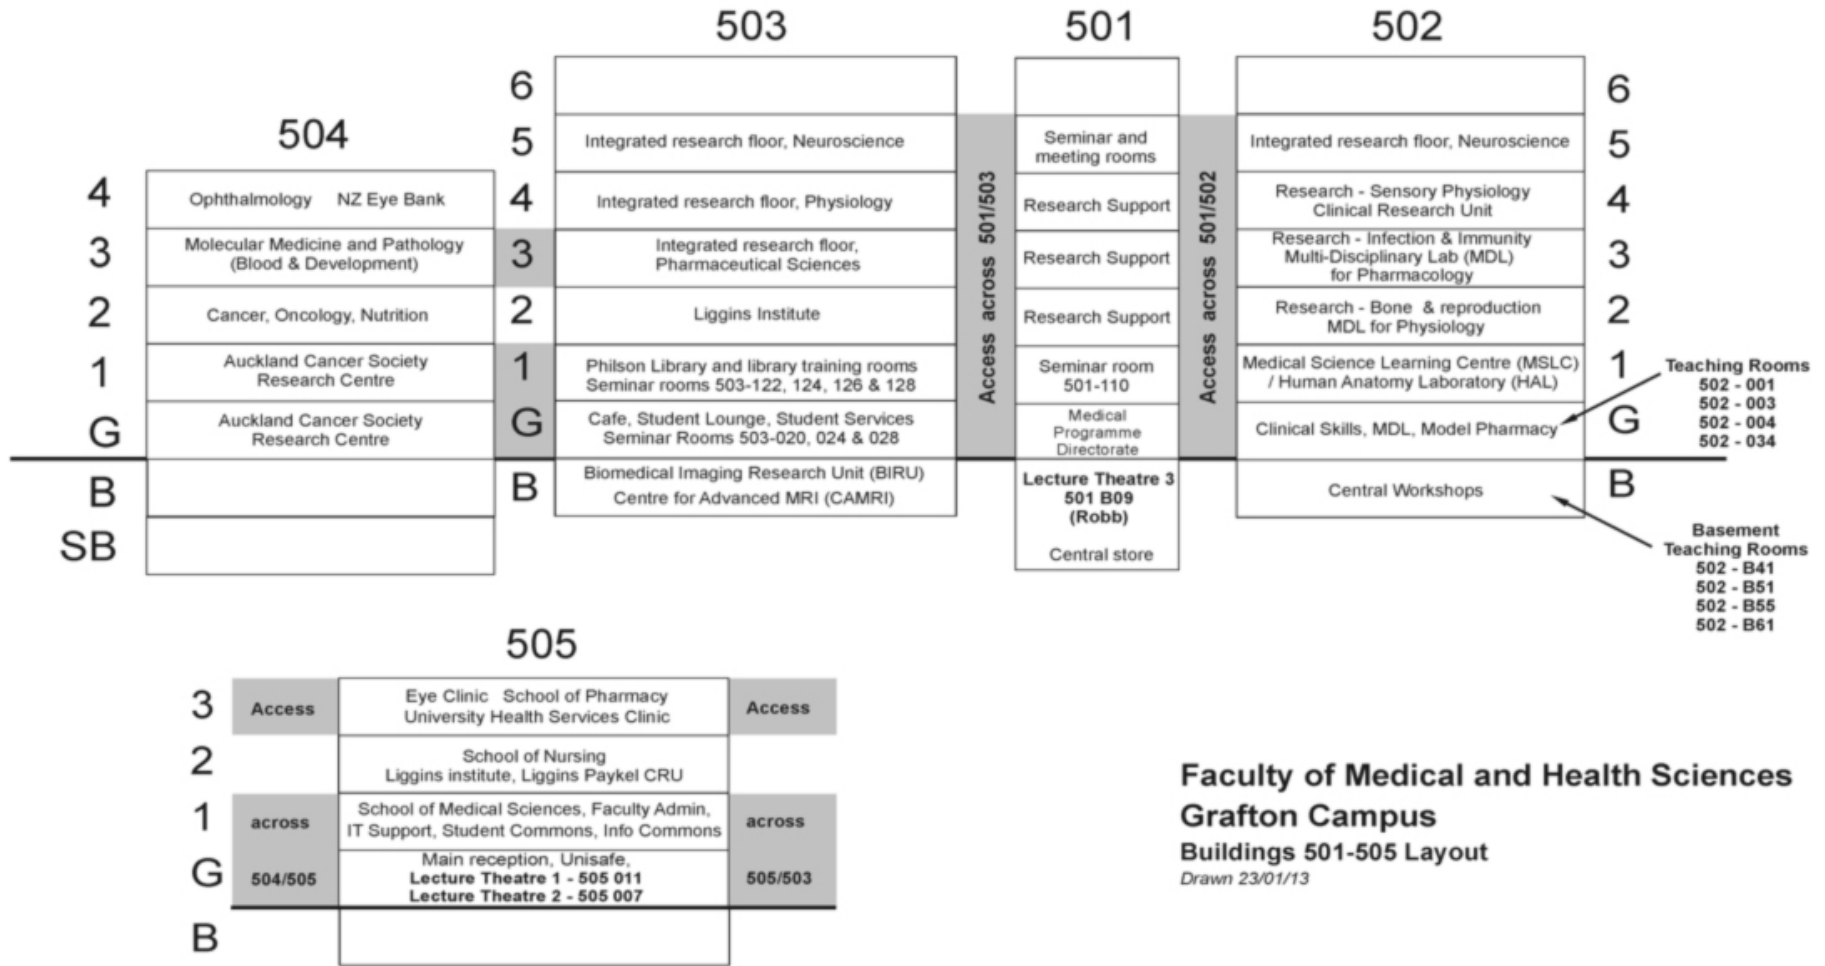 503
501
502
504
6
5
4
3
2
1
G
B
4
3
2
1
G
B
SB
Ophthalmology NZ Eye Bank
Molecular Medicine and Pathology
(Blood & Development)
Cancer, Oncology, Nutrition
Auckland Cancer Society
Research Centre
Auckland Cancer Society
Research Centre
Integrated research floor, Neuroscience
Integrated research floor, Physiology
Integrated research floor,
Pharmaceutical Sciences
Liggins Institute
Philson Library and library training rooms
Seminar rooms 503-122, 124, 126 & 128
Cafe, Student Lounge, Student Services
Seminar Rooms 503-020, 024 & 028
Biomedical Imaging Research Unit (BIRU)
Centre for Advanced MRI (CAMRI)
Access across 501/503
Seminar and
meeting rooms
Research Support
Research Support
Research Support
Seminar room
501-110
Medical
Programme
Directorate
Lecture Theatre 3
501 B09
(Robb)
Central store
Access across 501/502
Integrated research floor, Neuroscience
Research - Sensory Physiology
Clinical Research Unit
Research - Infection & Immunity
Multi-Disciplinary Lab (MDL)
for Pharmacology
Research - Bone & reproduction
MDL for Physiology
Medical Science Learning Centre (MSLC)
/ Human Anatomy Laboratory (HAL)
Clinical Skills, MDL, Model Pharmacy
Central Workshops
6
5
4
3
2
1
G
B
Teaching Rooms
502 - 001
502 - 003
502 - 004
502 - 034
Basement
Teaching Rooms
502 - B41
502 - B51
502 - B55
502 - B61
505
3
2
1
G
B
Access
across
504/505
Eye Clinic School of Pharmacy
University Health Services Clinic
School of Nursing
Liggins institute, Liggins Paykel CRU
School of Medical Sciences, Faculty Admin,
IT Support, Student Commons, Info Commons
Main reception, Unisafe,
Lecture Theatre 1 - 505 011
Lecture Theatre 2 - 505 007
Access
across
505/503
Faculty of Medical and Health Sciences
Grafton Campus
Buildings 501-505 Layout
Drawn 23/01/13